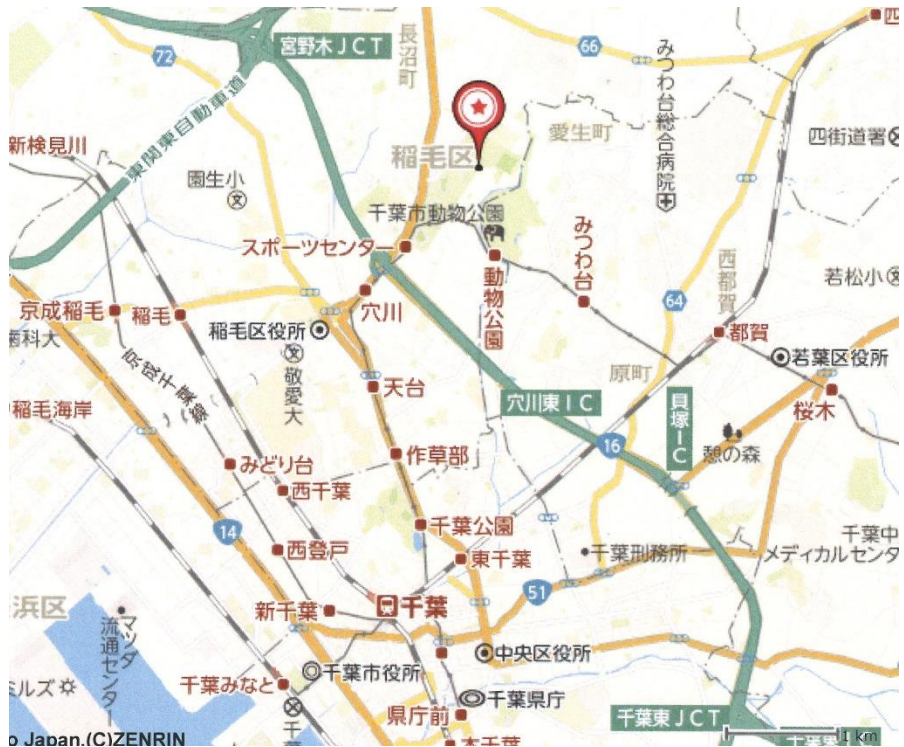 宮野木JCT
72
長沼町
66
みつわ台総合病院
四
東関東自動車道
新検見川
愛生町
四街道署
稲毛区
園生小
文
千葉市動物公園
スポーツセンター
動物公園
みつわ台
西都賀
若松小
文
京成稲毛
稲毛
穴川
64
歯科大
稲毛区役所
文
敬愛大
都賀
若葉区役所
京成千葉線
天台
原町
桜木
稲毛海岸
穴川東IC
貝塚IC
16
憩の森
みどり台
作草部
西千葉
14
千葉公園
千葉中
メディカルセンタ
西登戸
東千葉
千葉刑務所
51
浜区
新千葉
千葉
マツダ
流通センター
中央区役所
千葉市役所
ミルズ
千葉みなと
千葉県庁
県庁前
千葉東JCT
千葉
本千葉
1 km
o Japan,(C)ZENRIN